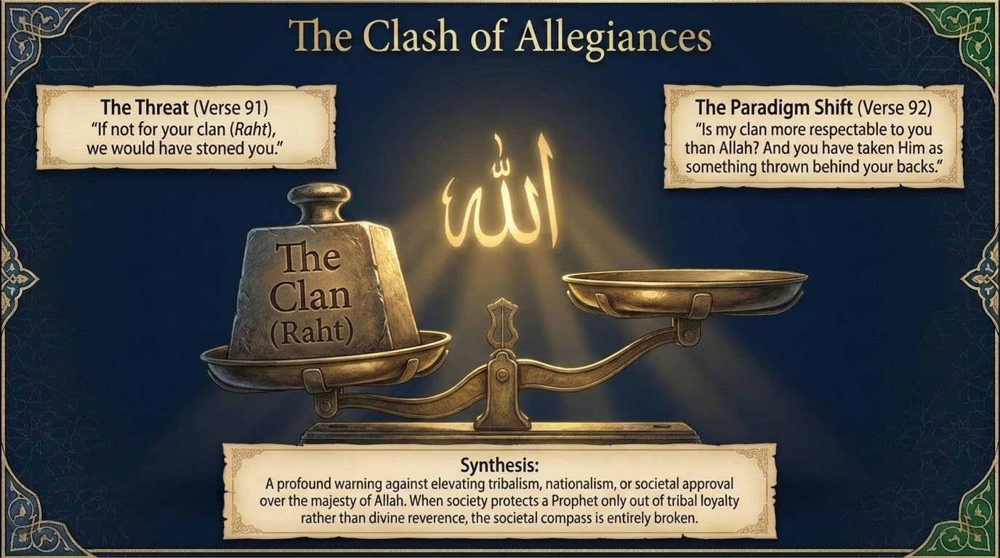 The Clash of Allegiances
The Threat (Verse 91)
“If not for your clan (Raht),
we would have stoned you.”
The Paradigm Shift (Verse 92)
“Is my clan more respectable to you
than Allah? And you have taken Him as
something thrown behind your backs.”
الله
The
Clan
(Raht)
Synthesis:
A profound warning against elevating tribalism, nationalism, or societal approval
over the majesty of Allah. When society protects a Prophet only out of tribal loyalty
rather than divine reverence, the societal compass is entirely broken.